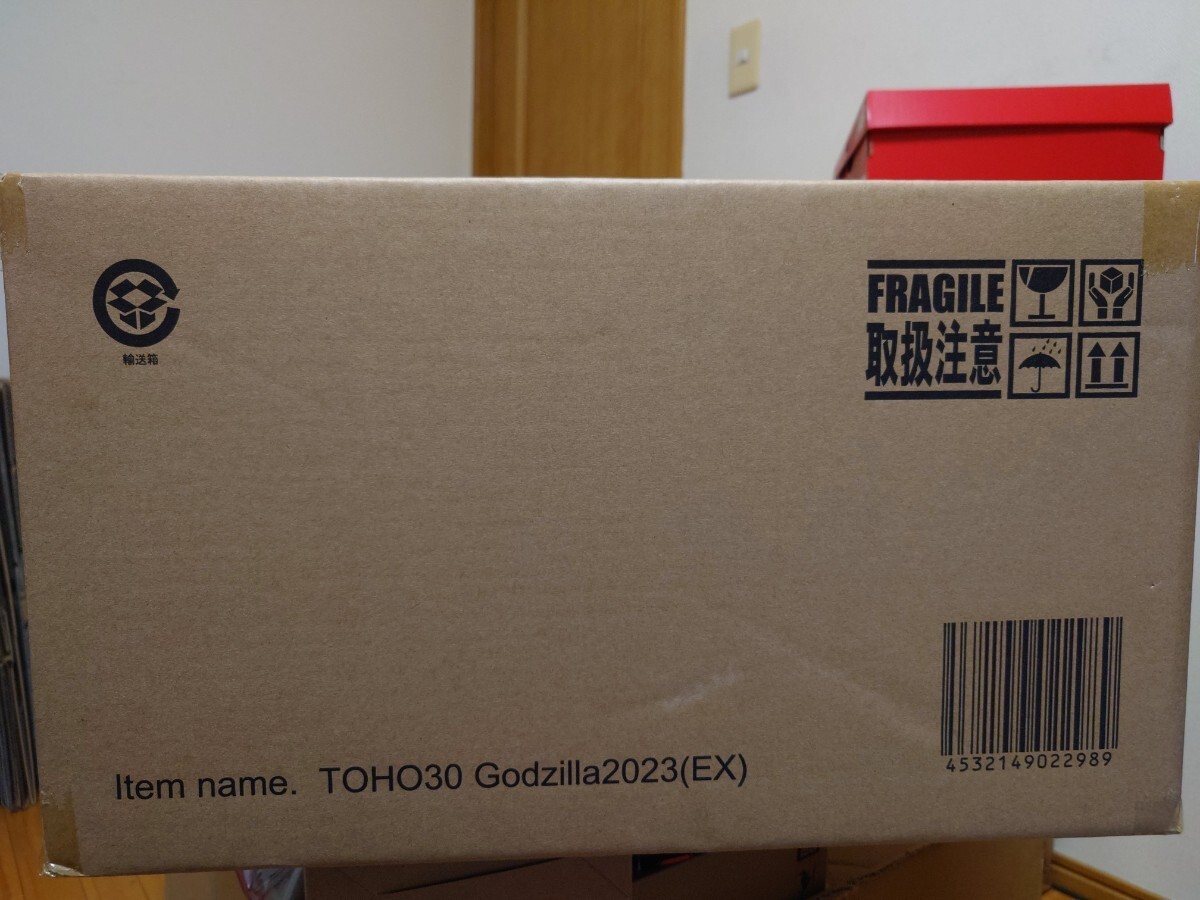 輸送箱
FRAGILE
取扱注意
4532149022989
Item name. TOHO30 Godzilla2023(EX)